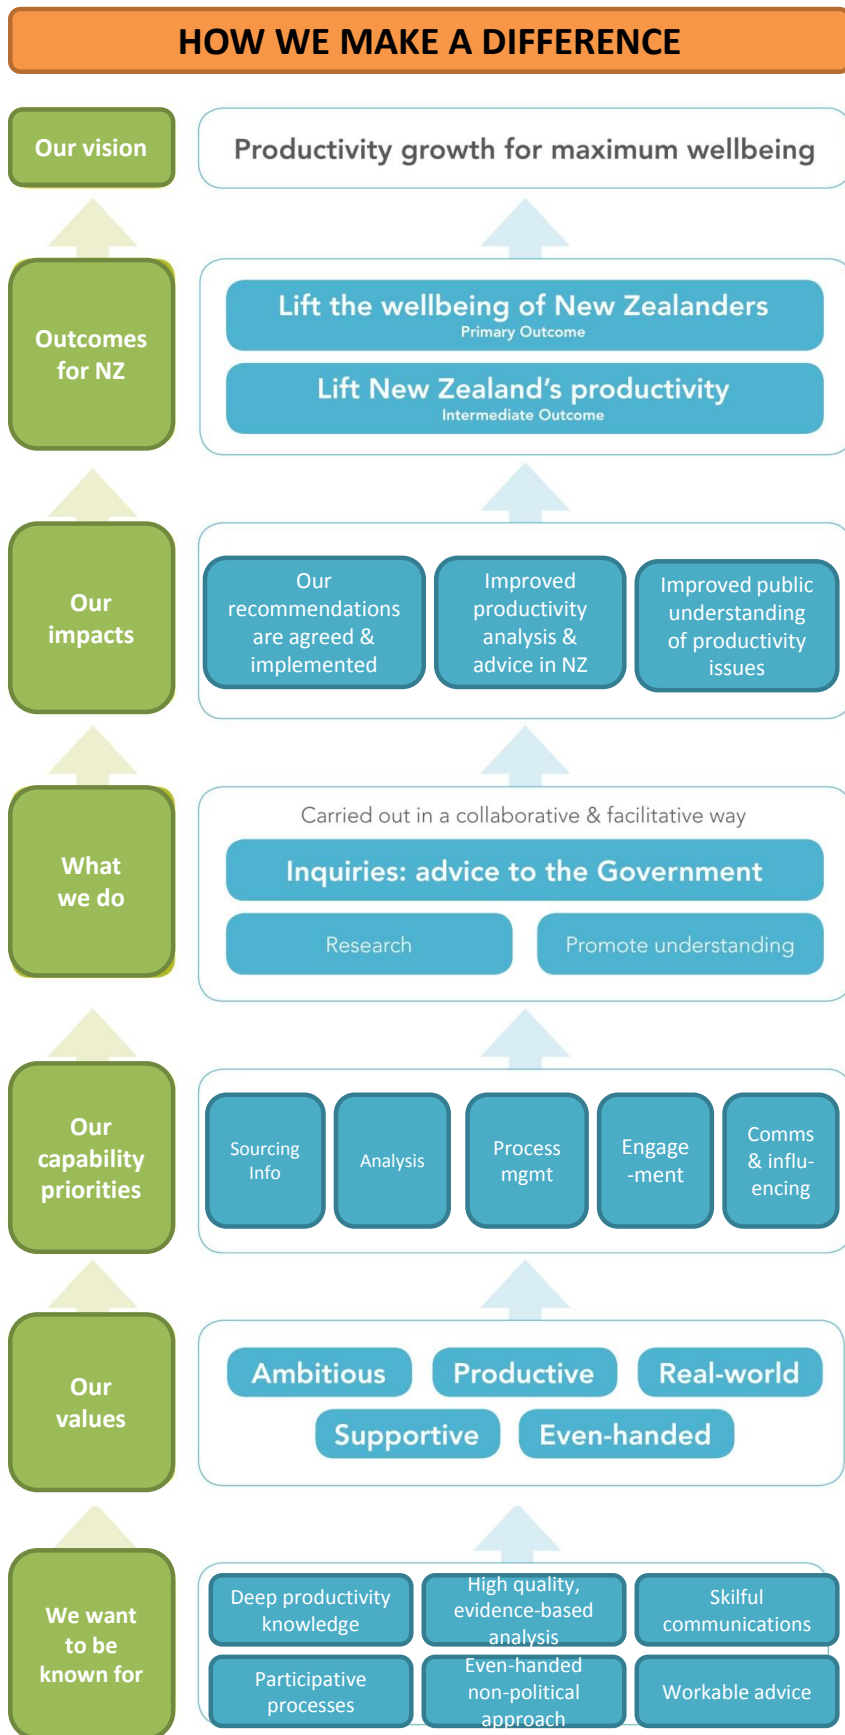 HOW WE MAKE A DIFFERENCE
Our vision
Productivity growth for maximum wellbeing
Outcomes
for NZ
Lift the wellbeing of New Zealanders
Primary Outcome
Lift New Zealand's productivity
Intermediate Outcome
Our
impacts
Our
recommendations
are agreed &
implemented
Improved
productivity
analysis &
advice in NZ
Improved public
understanding
of productivity
issues
What
we do
Carried out in a collaborative & facilitative way
Inquiries: advice to the Government
Research
Promote understanding
Our
capability
priorities
Sourcing
Info
Analysis
Process
mgmt
Engage
-ment
Comms
& influ-
encing
Our
values
Ambitious
Productive
Real-world
Supportive
Even-handed
We want
to be
known for
Deep productivity
knowledge
High quality,
evidence-based
analysis
Skilful
communications
Participative
processes
Even-handed
non-political
approach
Workable advice